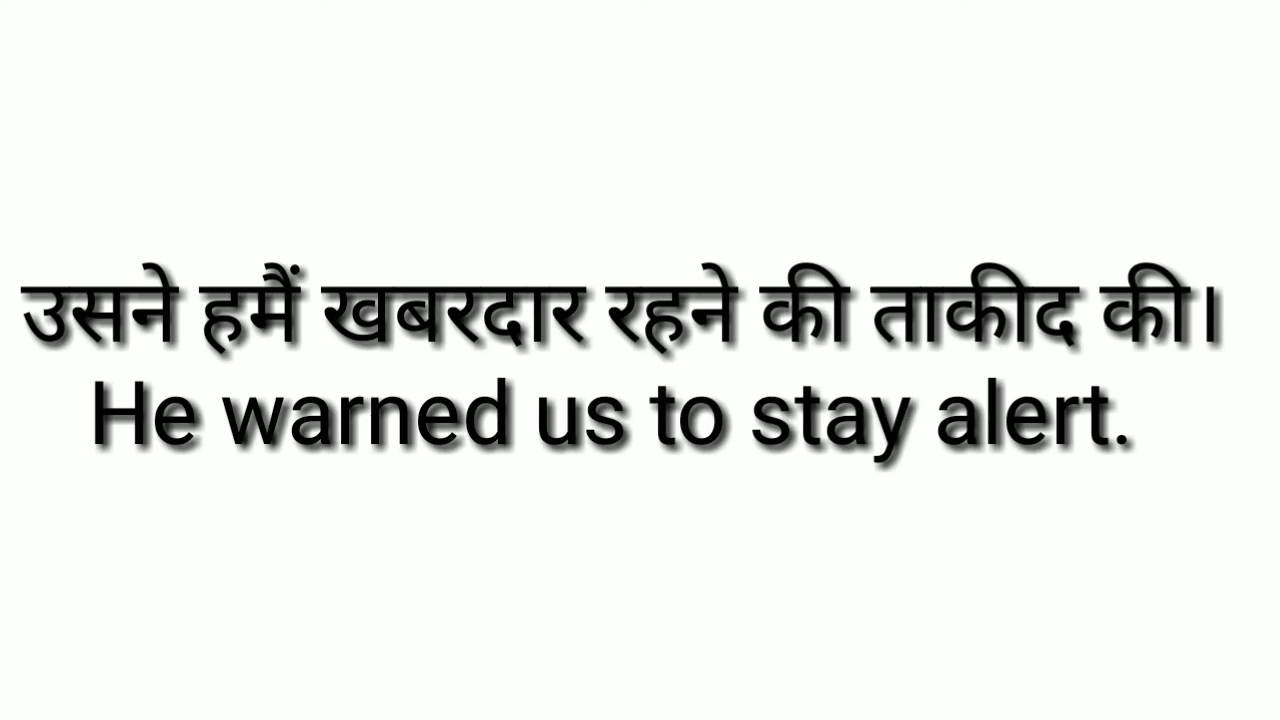 उसने हमैं खबरदार रहने की ताकीद की।
He warned us to stay alert.